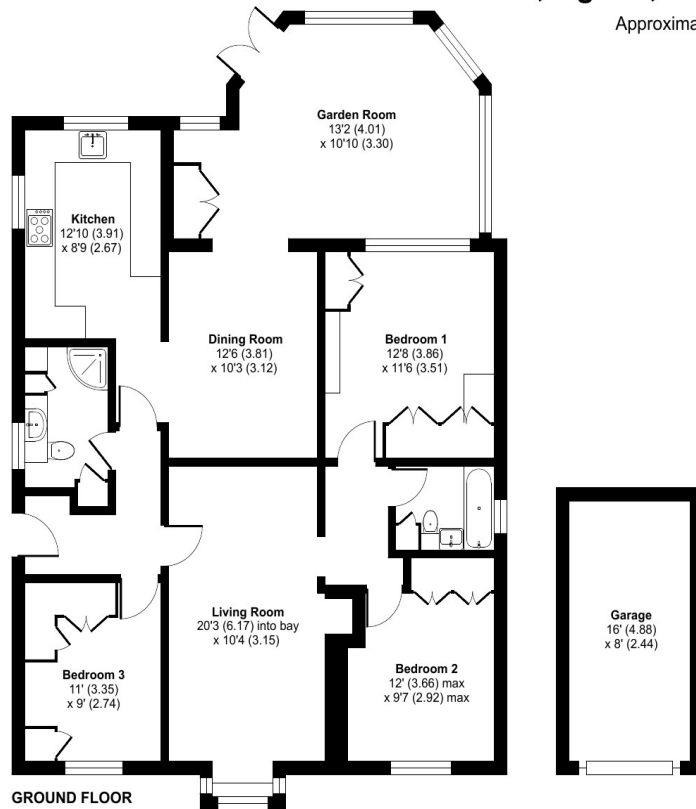 Approxima
Garden Room
13'2 (4.01)
x 10'10 (3.30)
Kitchen
12'10 (3.91)
x 8'9 (2.67)
Dining Room
12'6 (3.81)
x 10'3 (3.12)
Bedroom 1
12'8 (3.86)
x 11'6 (3.51)
Living Room
20'3 (6.17) into bay
x 10'4 (3.15)
Garage
16' (4.88)
x 8' (2.44)
Bedroom 3
11' (3.35)
x 9' (2.74)
Bedroom 2
12' (3.66) max
x 9'7 (2.92) max
GROUND FLOOR